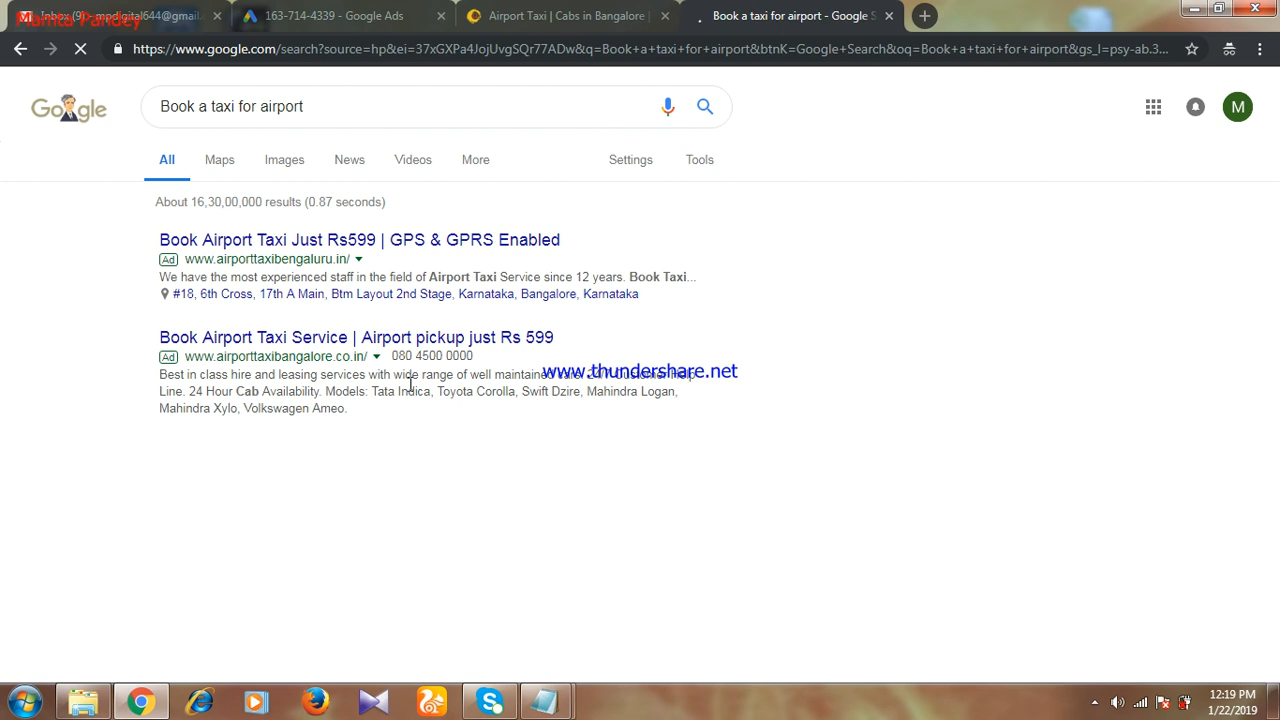 Mamta Pandey
Inbox (9) - mpdigital644@gmail.
163-714-4339 - Google Ads
Airport Taxi | Cabs in Bangalore |
Book a taxi for airport - Google S
https://www.google.com/search?source=hp&ei=37xGXPa4JojUvgSQr77ADw&q=Book+a+taxi+for+airport&btnK=Google+Search&oq=Book+a+taxi+for+airport&gs_l=psy-ab.3...
Google
Book a taxi for airport
M
All Maps Images News Videos More Settings Tools
About 16,30,00,000 results (0.87 seconds)
Book Airport Taxi Just Rs599 | GPS & GPRS Enabled
Ad www.airporttaxibengaluru.in/
We have the most experienced staff in the field of Airport Taxi Service since 12 years. Book Taxi...
#18, 6th Cross, 17th A Main, Btm Layout 2nd Stage, Karnataka, Bangalore, Karnataka
Book Airport Taxi Service | Airport pickup just Rs 599
Ad www.airporttaxibangalore.co.in/ 080 4500 0000
www.thundershare.net
Best in class hire and leasing services with wide range of well maintained
Line. 24 Hour Cab Availability. Models: Tata Indica, Toyota Corolla, Swift Dzire, Mahindra Logan,
Mahindra Xylo, Volkswagen Ameo.
12:19 PM
1/22/2019